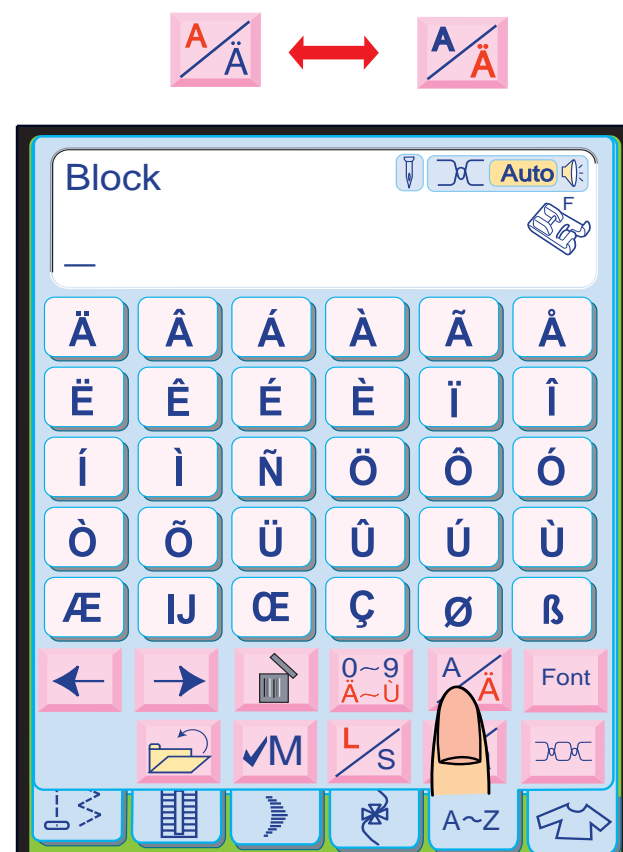 A Ä A Ä
Block Auto
F
Ä Â Á À Ã Å
Ë Ê É È Ï Î
Í Ì Ñ Ö Ô Ó
Ò Õ Ü Û Ú Ù
Æ IJ Œ Ç Ø ß
0~9 A Font
Ä~Ù Ä
✓M L S
A~Z